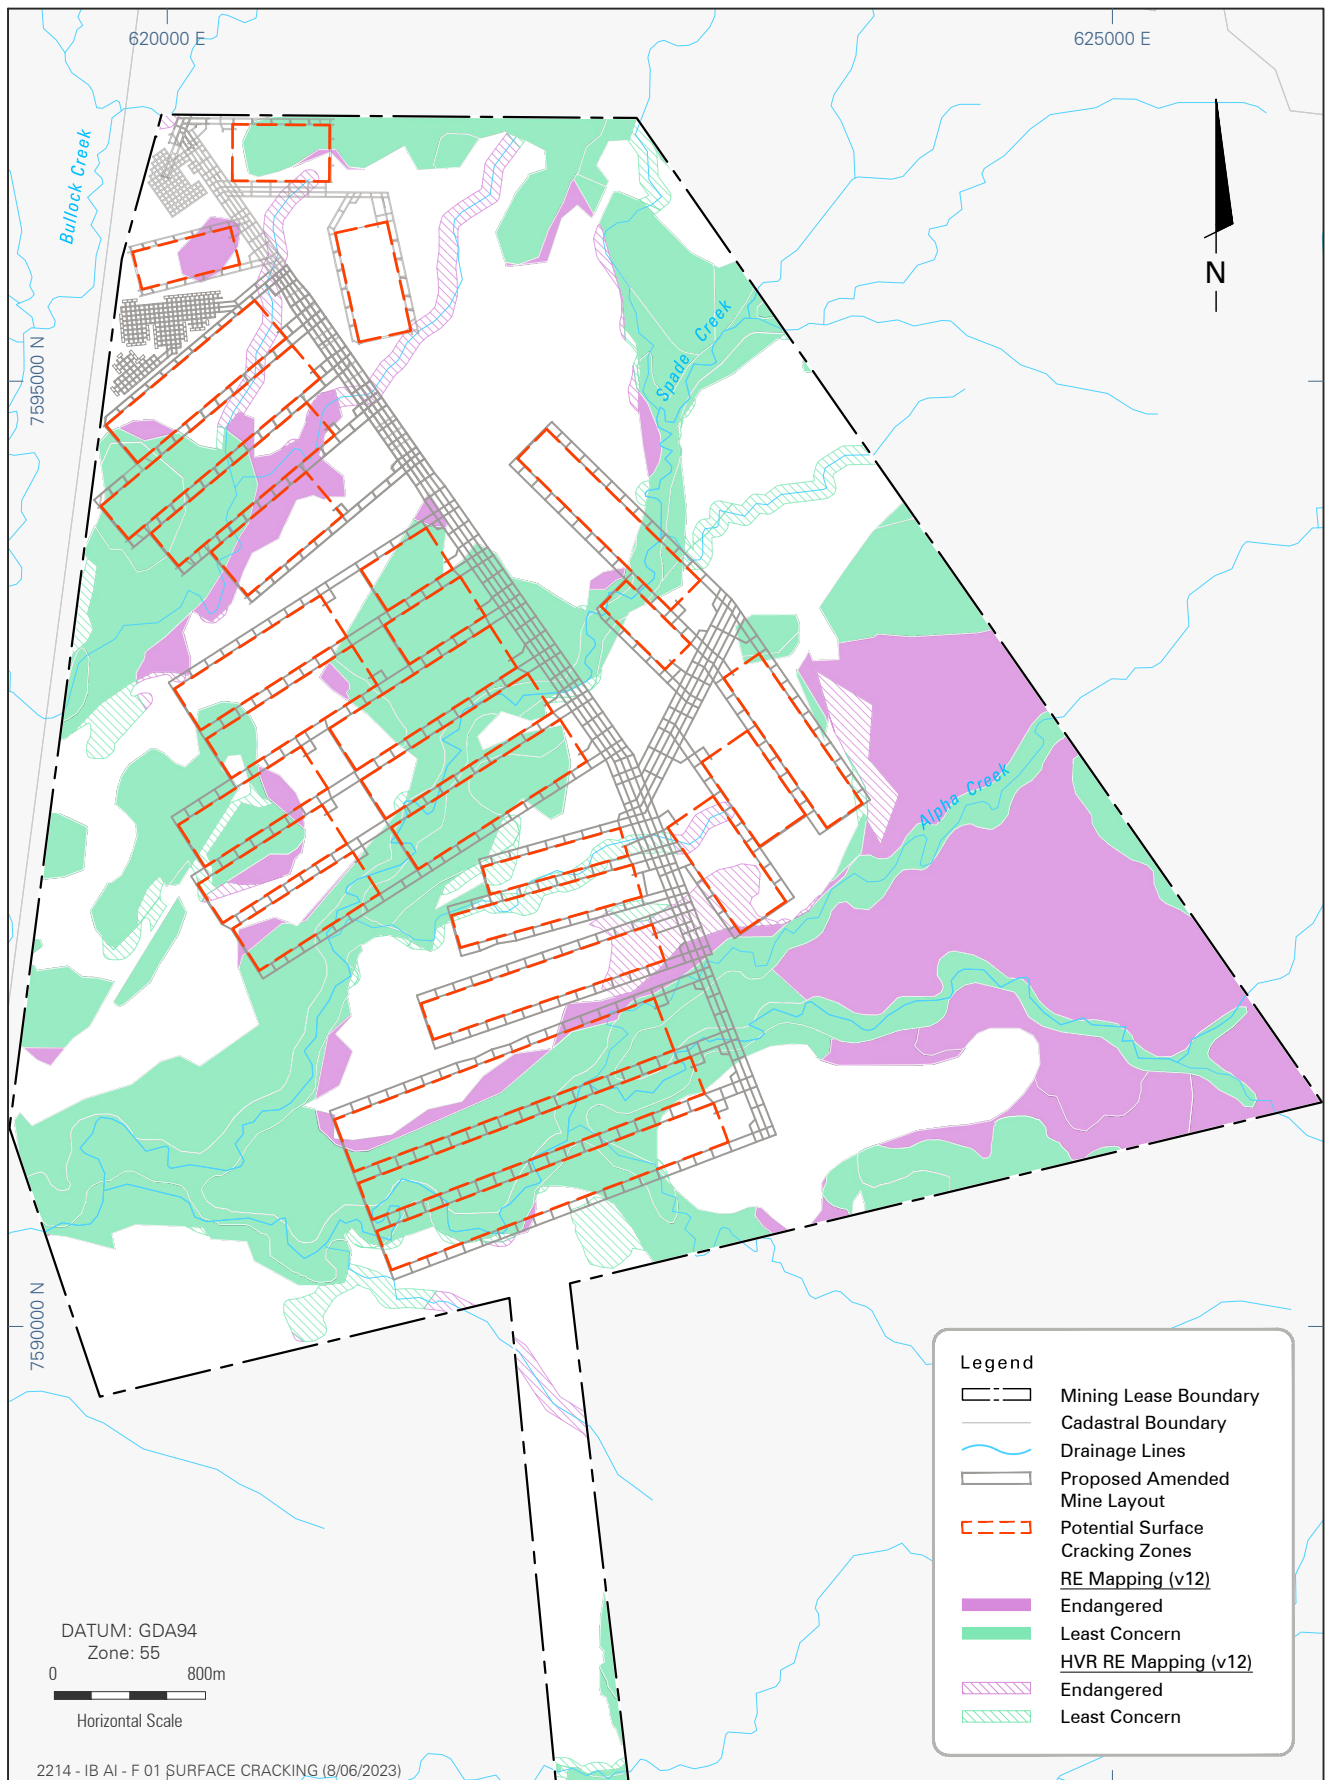 620000 E
625000 E
Bullock Creek
7595000 N
Spade Creek
N
Alpha Creek
7590000 N
Legend
Mining Lease Boundary
Cadastral Boundary
Drainage Lines
Proposed Amended
Mine Layout
Potential Surface
Cracking Zones
RE Mapping (v12)
Endangered
Least Concern
HVR RE Mapping (v12)
Endangered
Least Concern
DATUM: GDA94
Zone: 55
0 800m
Horizontal Scale
2214 - IB AI - F 01 SURFACE CRACKING (8/06/2023)